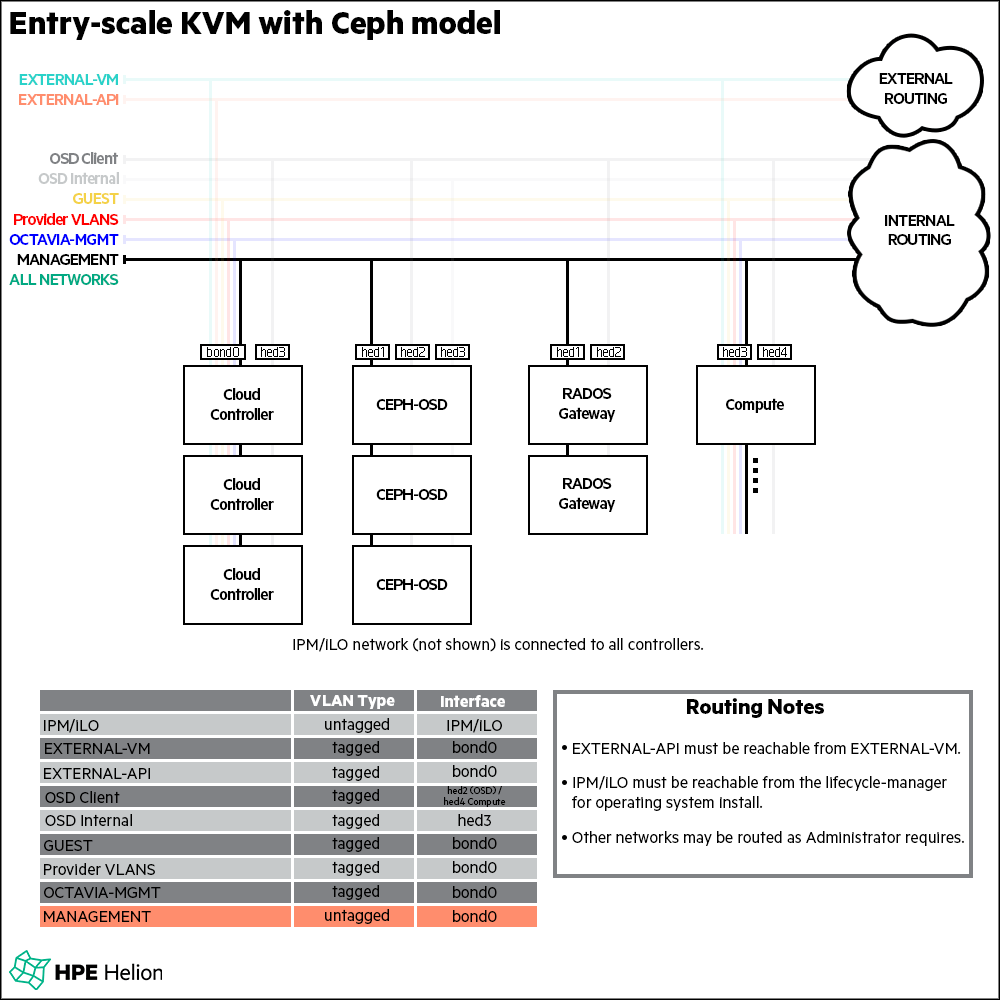 Entry-scale KVM with Ceph model
EXTERNAL-VM
EXTERNAL-API
EXTERNAL
ROUTING
OSD Client
OSD Internal
GUEST
Provider VLANS
OCTAVIA-MGMT
MANAGEMENT
ALL NETWORKS
INTERNAL
ROUTING
bond0 hed3 hed1 hed2 hed3 hed1 hed2 hed3 hed4
Cloud
Controller
CEPH-OSD
RADOS
Gateway
Compute
Cloud
Controller
CEPH-OSD
RADOS
Gateway
Cloud
Controller
CEPH-OSD
IPM/ILO network (not shown) is connected to all controllers.
VLAN Type Interface
IPM/ILO untagged IPM/ILO
EXTERNAL-VM tagged bond0
EXTERNAL-API tagged bond0
OSD Client tagged hed2 (OSD) /
hed4 Compute
OSD Internal tagged hed3
GUEST tagged bond0
Provider VLANS tagged bond0
OCTAVIA-MGMT tagged bond0
MANAGEMENT untagged bond0
Routing Notes
• EXTERNAL-API must be reachable from EXTERNAL-VM.
• IPM/ILO must be reachable from the lifecycle-manager
for operating system install.
• Other networks may be routed as Administrator requires.
HPE Helion